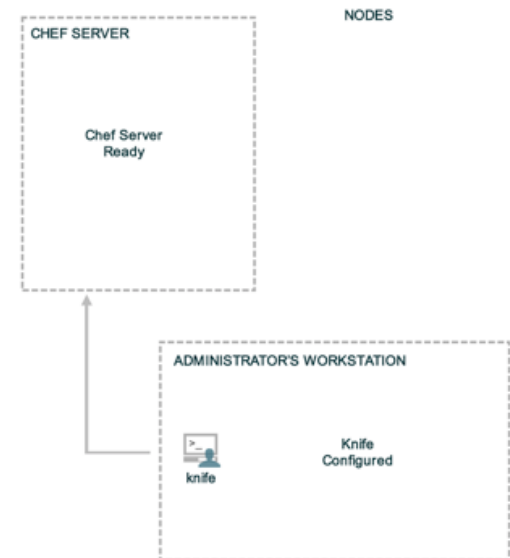 NODES
CHEF SERVER
Chef Server
Ready
ADMINISTRATOR'S WORKSTATION
>_
knife
Knife
Configured